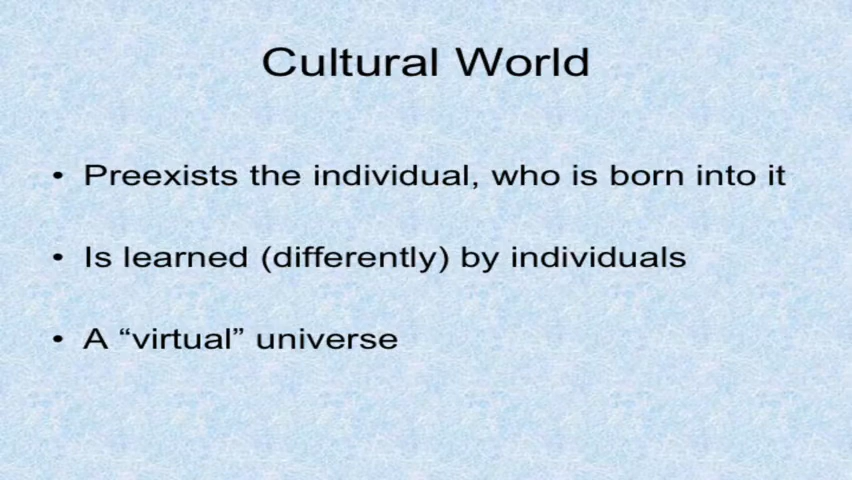 Cultural World
• Preexists the individual, who is born into it
• Is learned (differently) by individuals
• A “virtual” universe